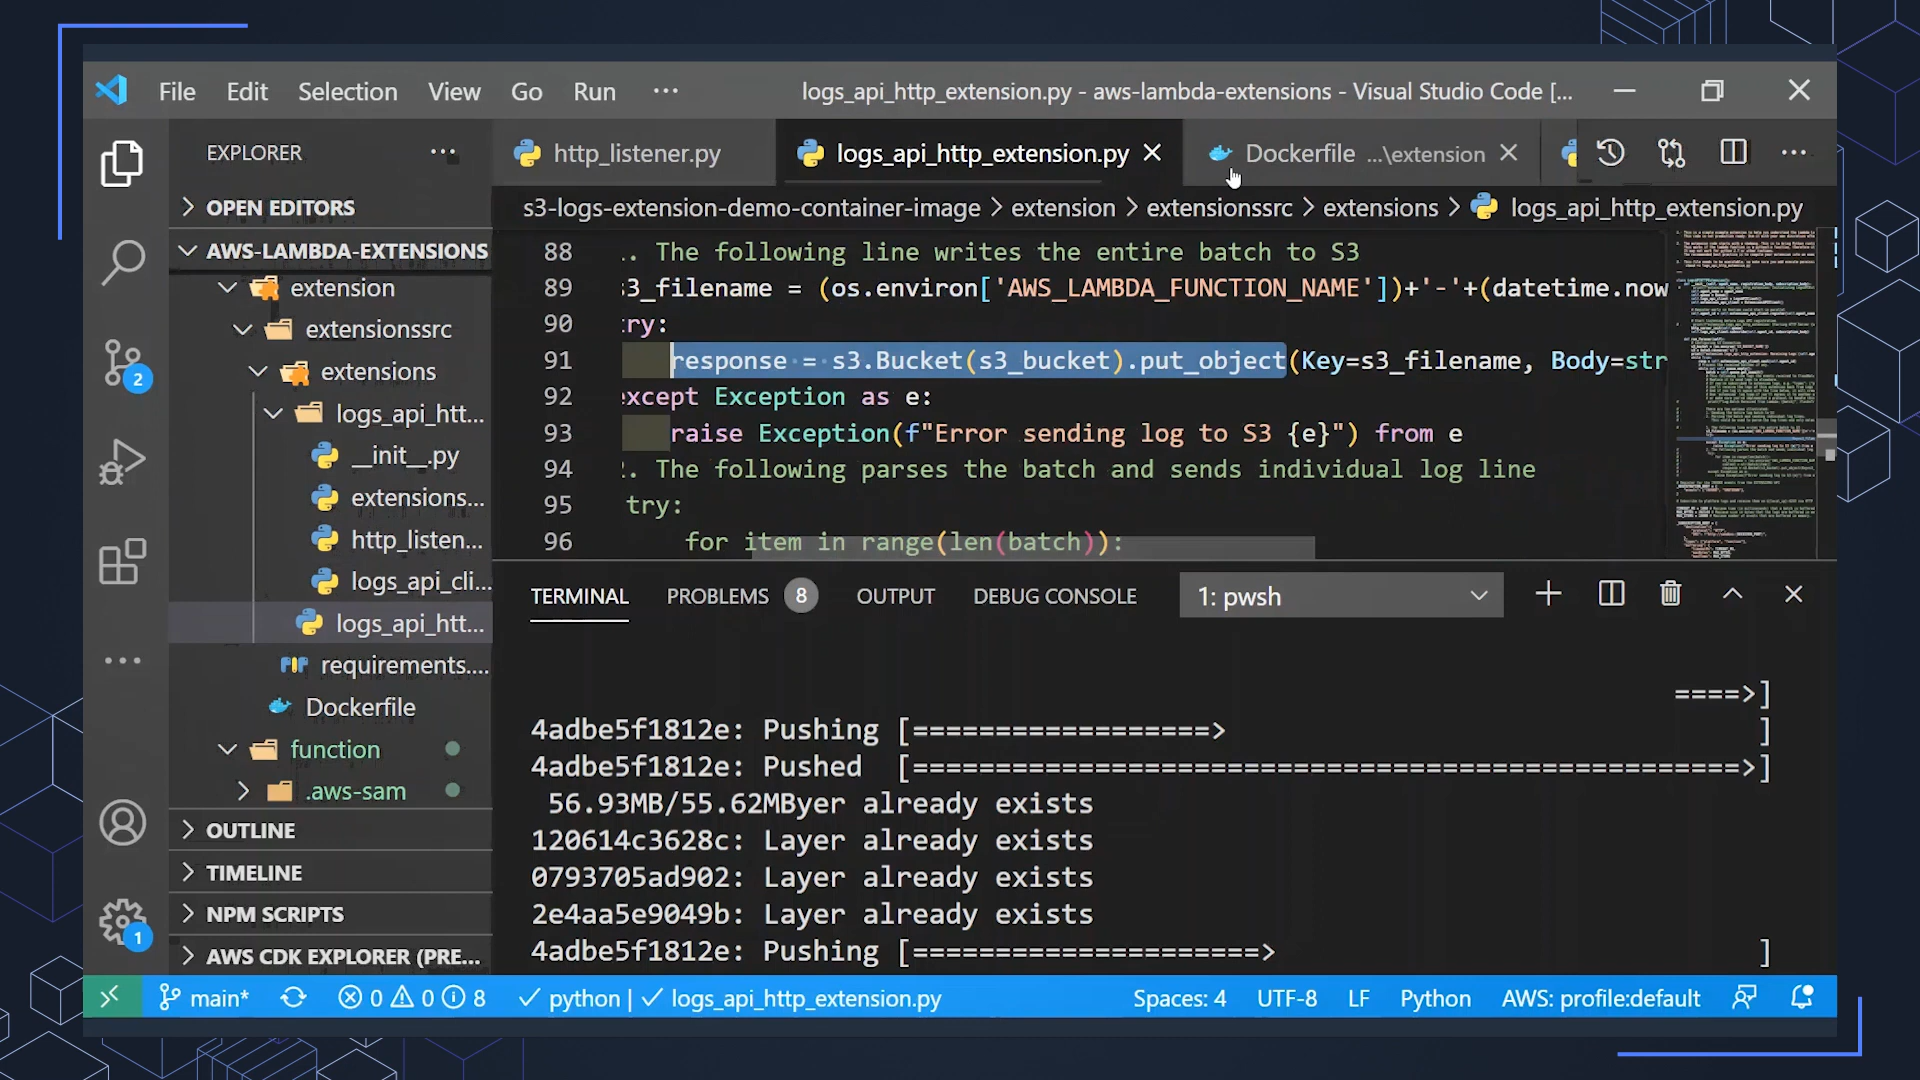 File Edit Selection View Go Run ...
logs_api_http_extension.py - aws-lambda-extensions - Visual Studio Code [...
EXPLORER
http_listener.py
logs_api_http_extension.py
Dockerfile ...\extension
OPEN EDITORS
AWS-LAMBDA-EXTENSIONS
extension
extensionssrc
extensions
logs_api_htt...
__init__.py
extensions...
http_listen...
logs_api_cli...
logs_api_htt...
requirements....
Dockerfile
function
.aws-sam
OUTLINE
TIMELINE
NPM SCRIPTS
AWS CDK EXPLORER (PRE...
2
1
s3-logs-extension-demo-container-image > extension > extensionssrc > extensions > logs_api_http_extension.py
88 . The following line writes the entire batch to S3
89 s3_filename = (os.environ['AWS_LAMBDA_FUNCTION_NAME'])+'-'+(datetime.now
90 try:
91 response = s3.Bucket(s3_bucket).put_object(Key=s3_filename, Body=str
92 except Exception as e:
93 raise Exception(f"Error sending log to S3 {e}") from e
94 . The following parses the batch and sends individual log line
95 try:
96 for item in range(len(batch)):
TERMINAL PROBLEMS 8 OUTPUT DEBUG CONSOLE 1: pwsh
====>]
4adbe5f1812e: Pushing [==================> ]
4adbe5f1812e: Pushed [==================================================>]
56.93MB/55.62MByer already exists
120614c3628c: Layer already exists
0793705ad902: Layer already exists
2e4aa5e9049b: Layer already exists
4adbe5f1812e: Pushing [=====================> ]
main* 0 0 8 python | logs_api_http_extension.py Spaces: 4 UTF-8 LF Python AWS: profile:default